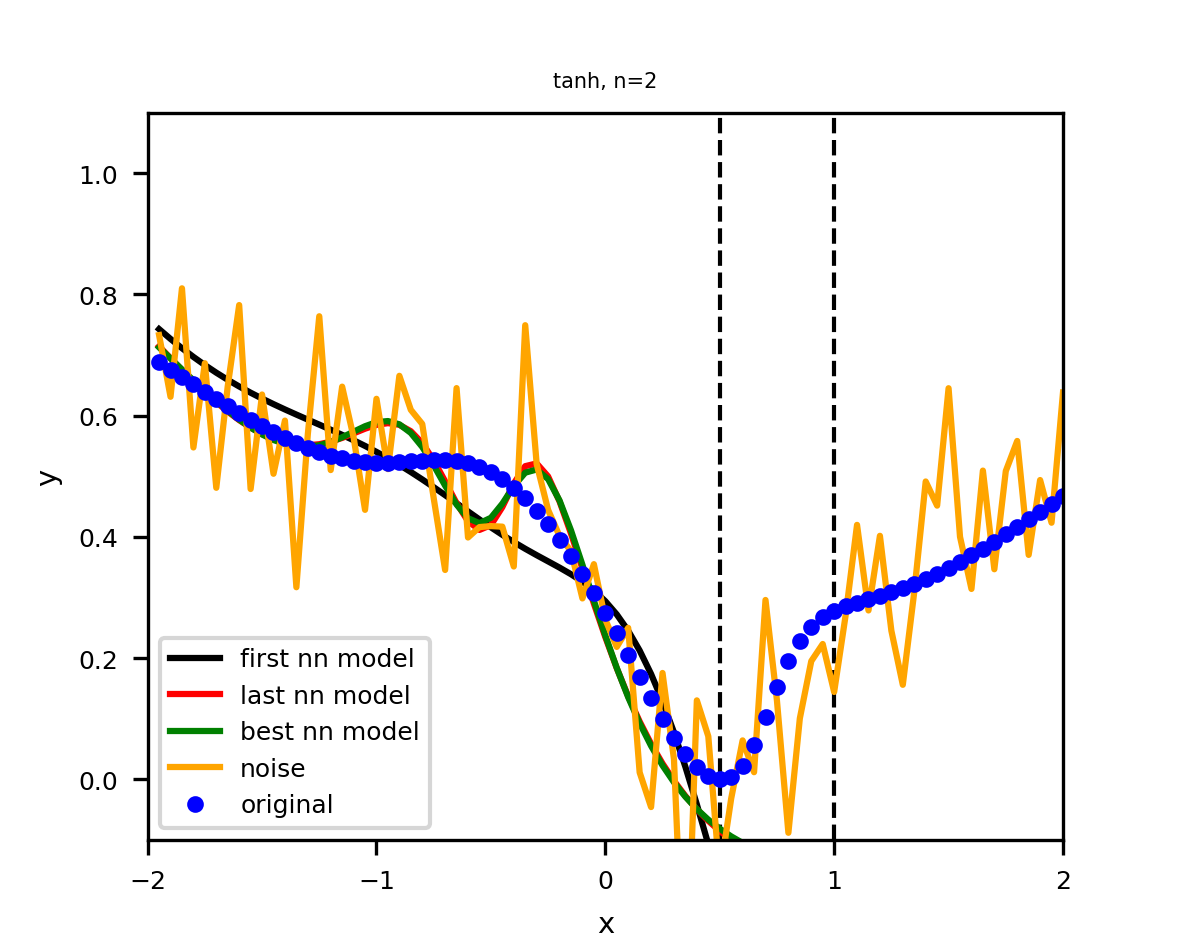 tanh, n=2
y
1.0
0.8
0.6
0.4
0.2
0.0
first nn model
last nn model
best nn model
noise
original
−2
−1
0
1
2
x